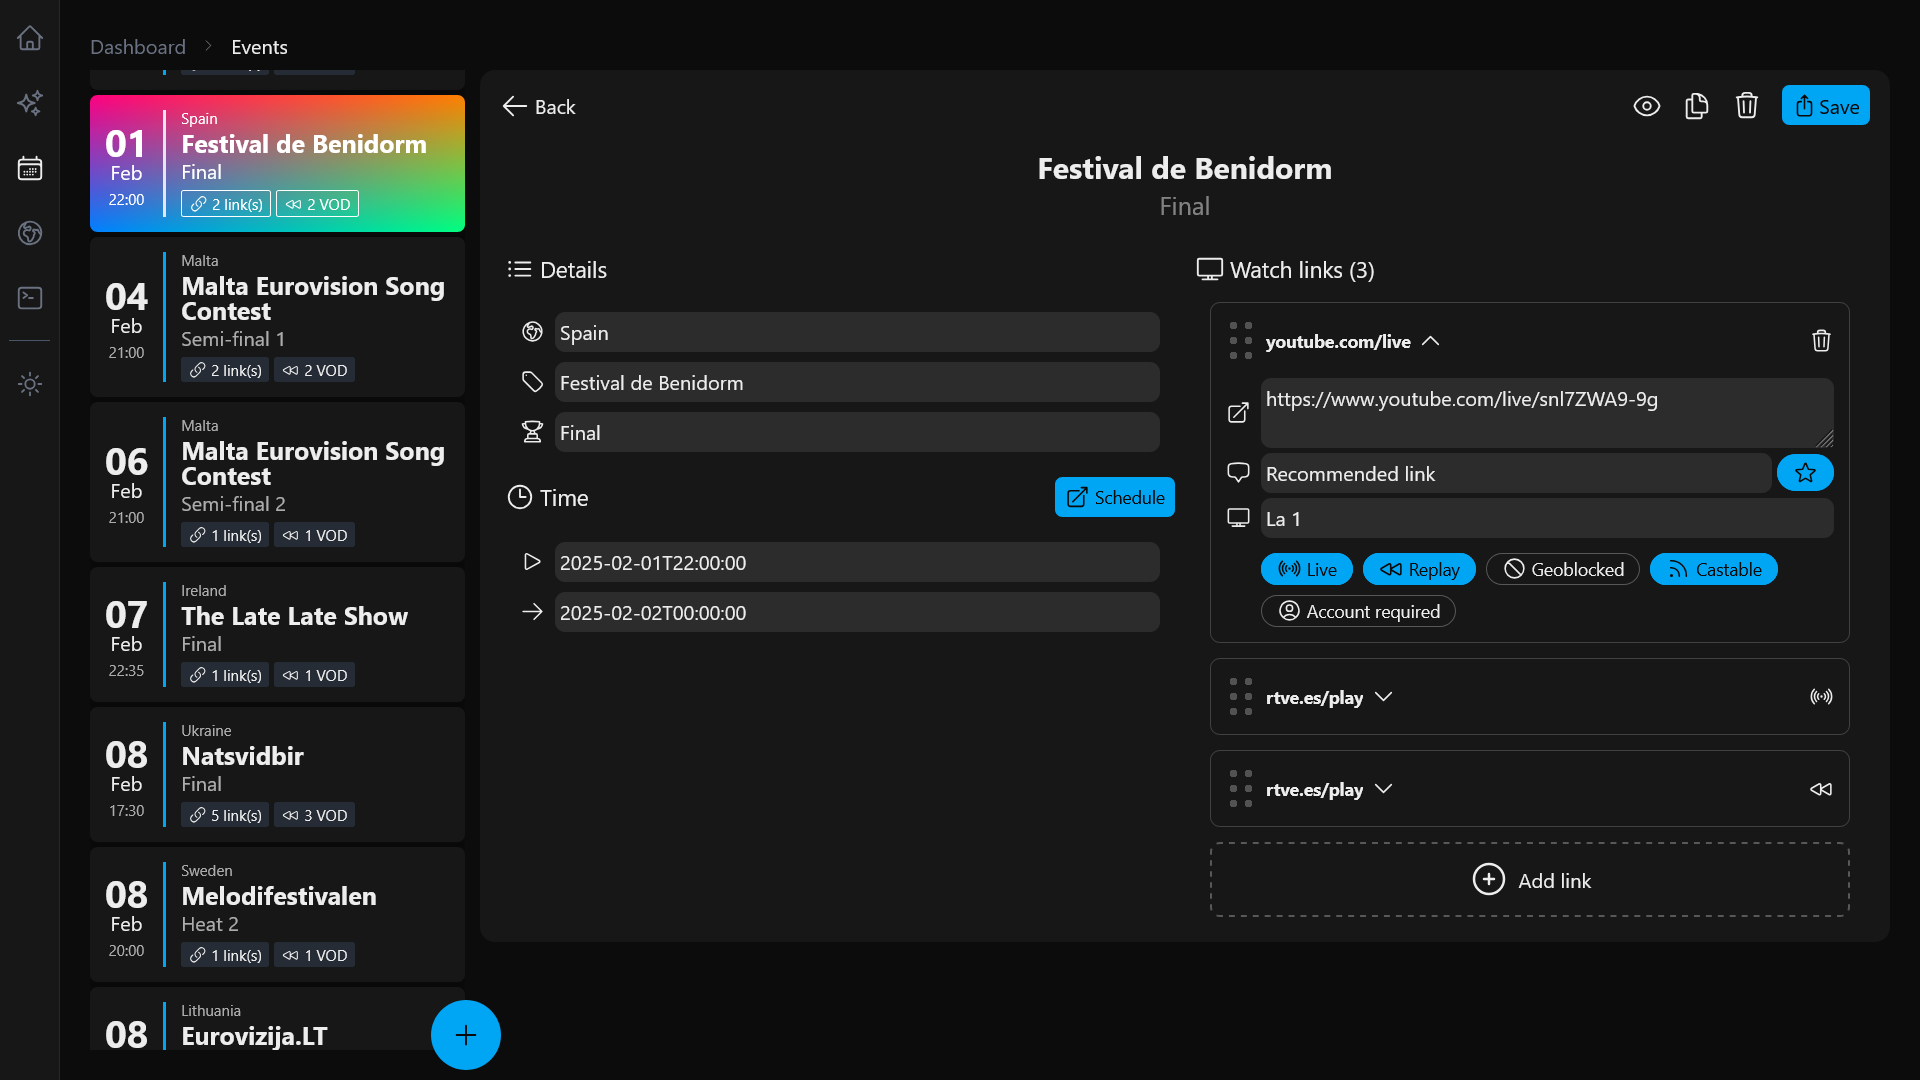 Dashboard
Events
01
Feb
22:00
Spain
Festival de Benidorm
Final
2 link(s)
2 VOD
04
Feb
21:00
Malta
Malta Eurovision Song
Contest
Semi-final 1
2 link(s)
2 VOD
06
Feb
21:00
Malta
Malta Eurovision Song
Contest
Semi-final 2
1 link(s)
1 VOD
07
Feb
22:35
Ireland
The Late Late Show
Final
1 link(s)
1 VOD
08
Feb
17:30
Ukraine
Natsvidbir
Final
5 link(s)
3 VOD
08
Feb
20:00
Sweden
Melodifestivalen
Heat 2
1 link(s)
1 VOD
08
Lithuania
Eurovizija.LT
Back
Save
Festival de Benidorm
Final
Details
Spain
Festival de Benidorm
Final
Time
Schedule
2025-02-01T22:00:00
2025-02-02T00:00:00
Watch links (3)
youtube.com/live
https://www.youtube.com/live/snl7ZWA9-9g
Recommended link
La 1
Live
Replay
Geoblocked
Castable
Account required
rtve.es/play
rtve.es/play
Add link